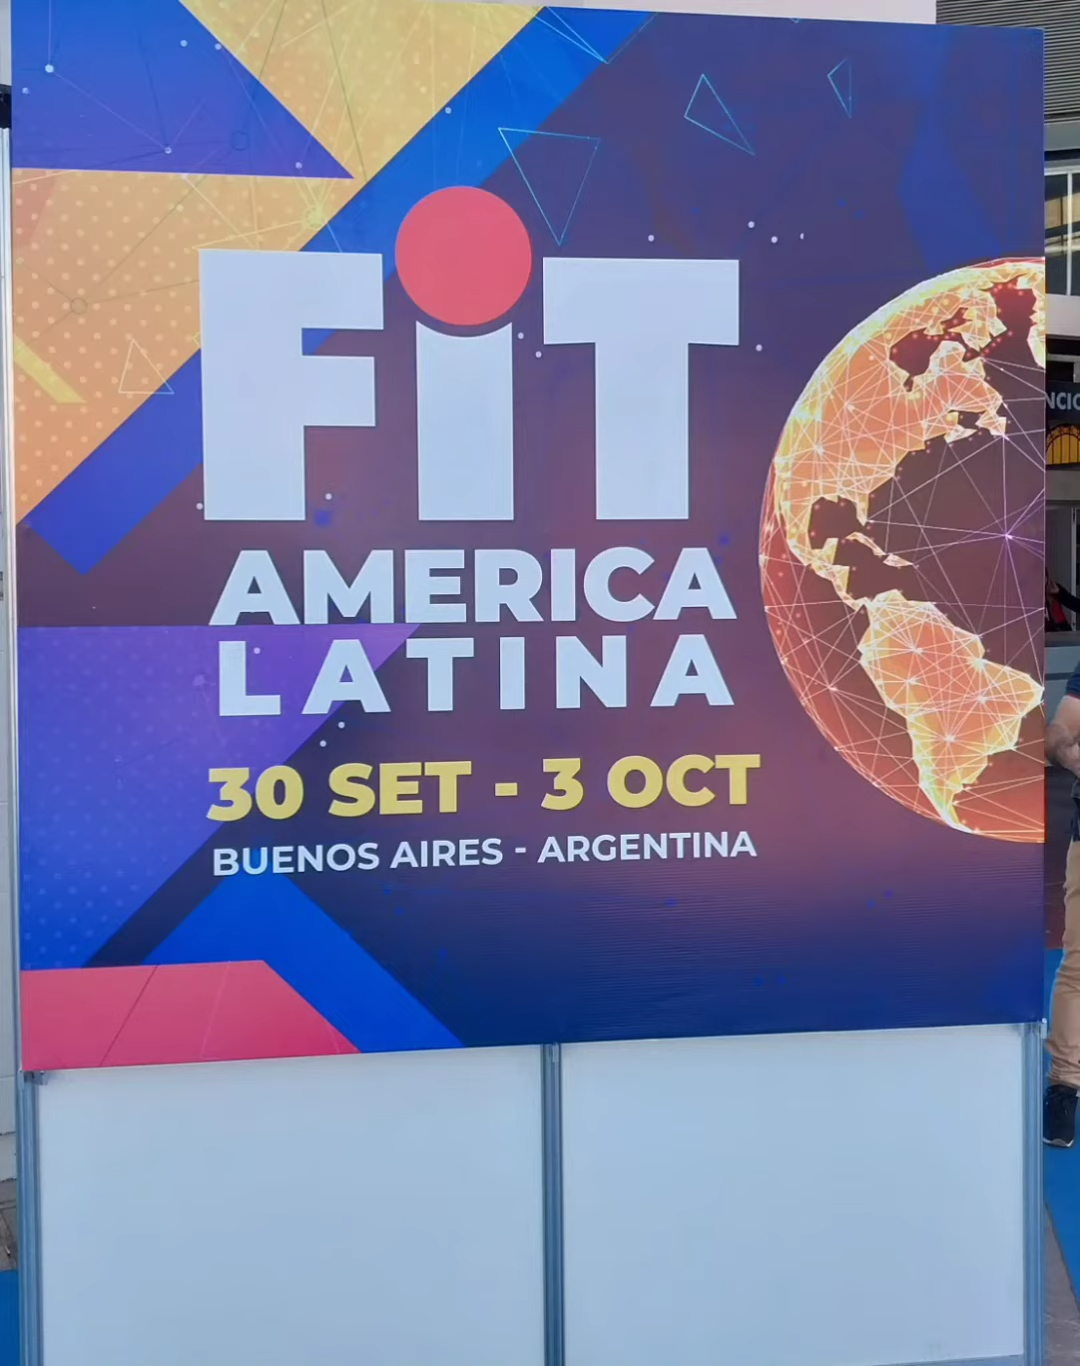 FiT
AMERICA
LATINA
30 SET - 3 OCT
BUENOS AIRES - ARGENTINA